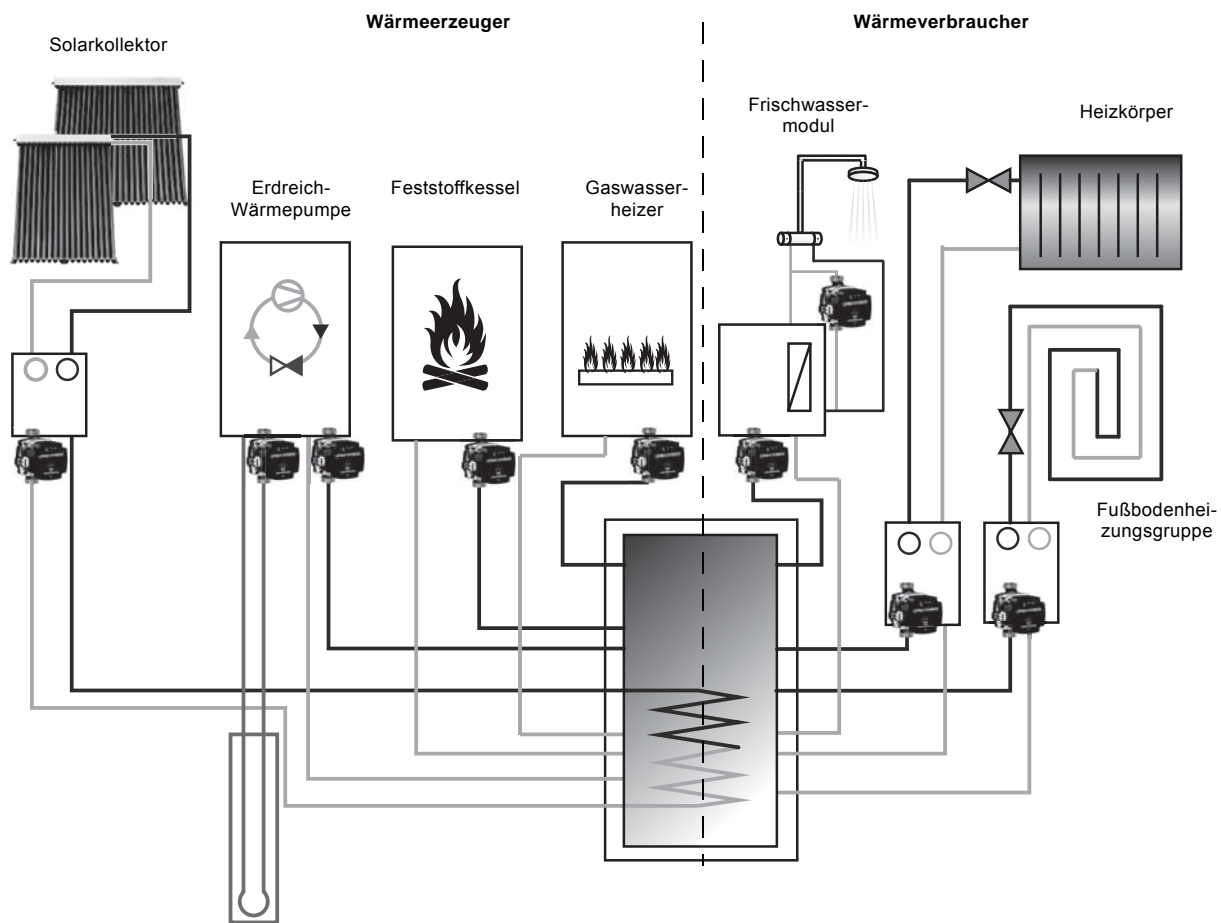 Wärmeerzeuger
Wärmeverbraucher
Solarkollektor
Frischwasser-
modul
Heizkörper
Erdreich-
Wärmepumpe
Feststoffkessel
Gaswasser-
heizer
Fußbodenhei-
zungsgruppe